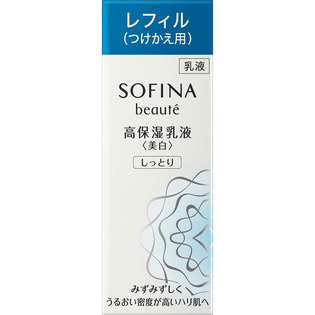 レフィル
(つけかえ用)
乳液
SOFINA
beauté
高保湿乳液
〈美白〉
しっとり
みずみずしく
うるおい密度が高いハリ肌へ